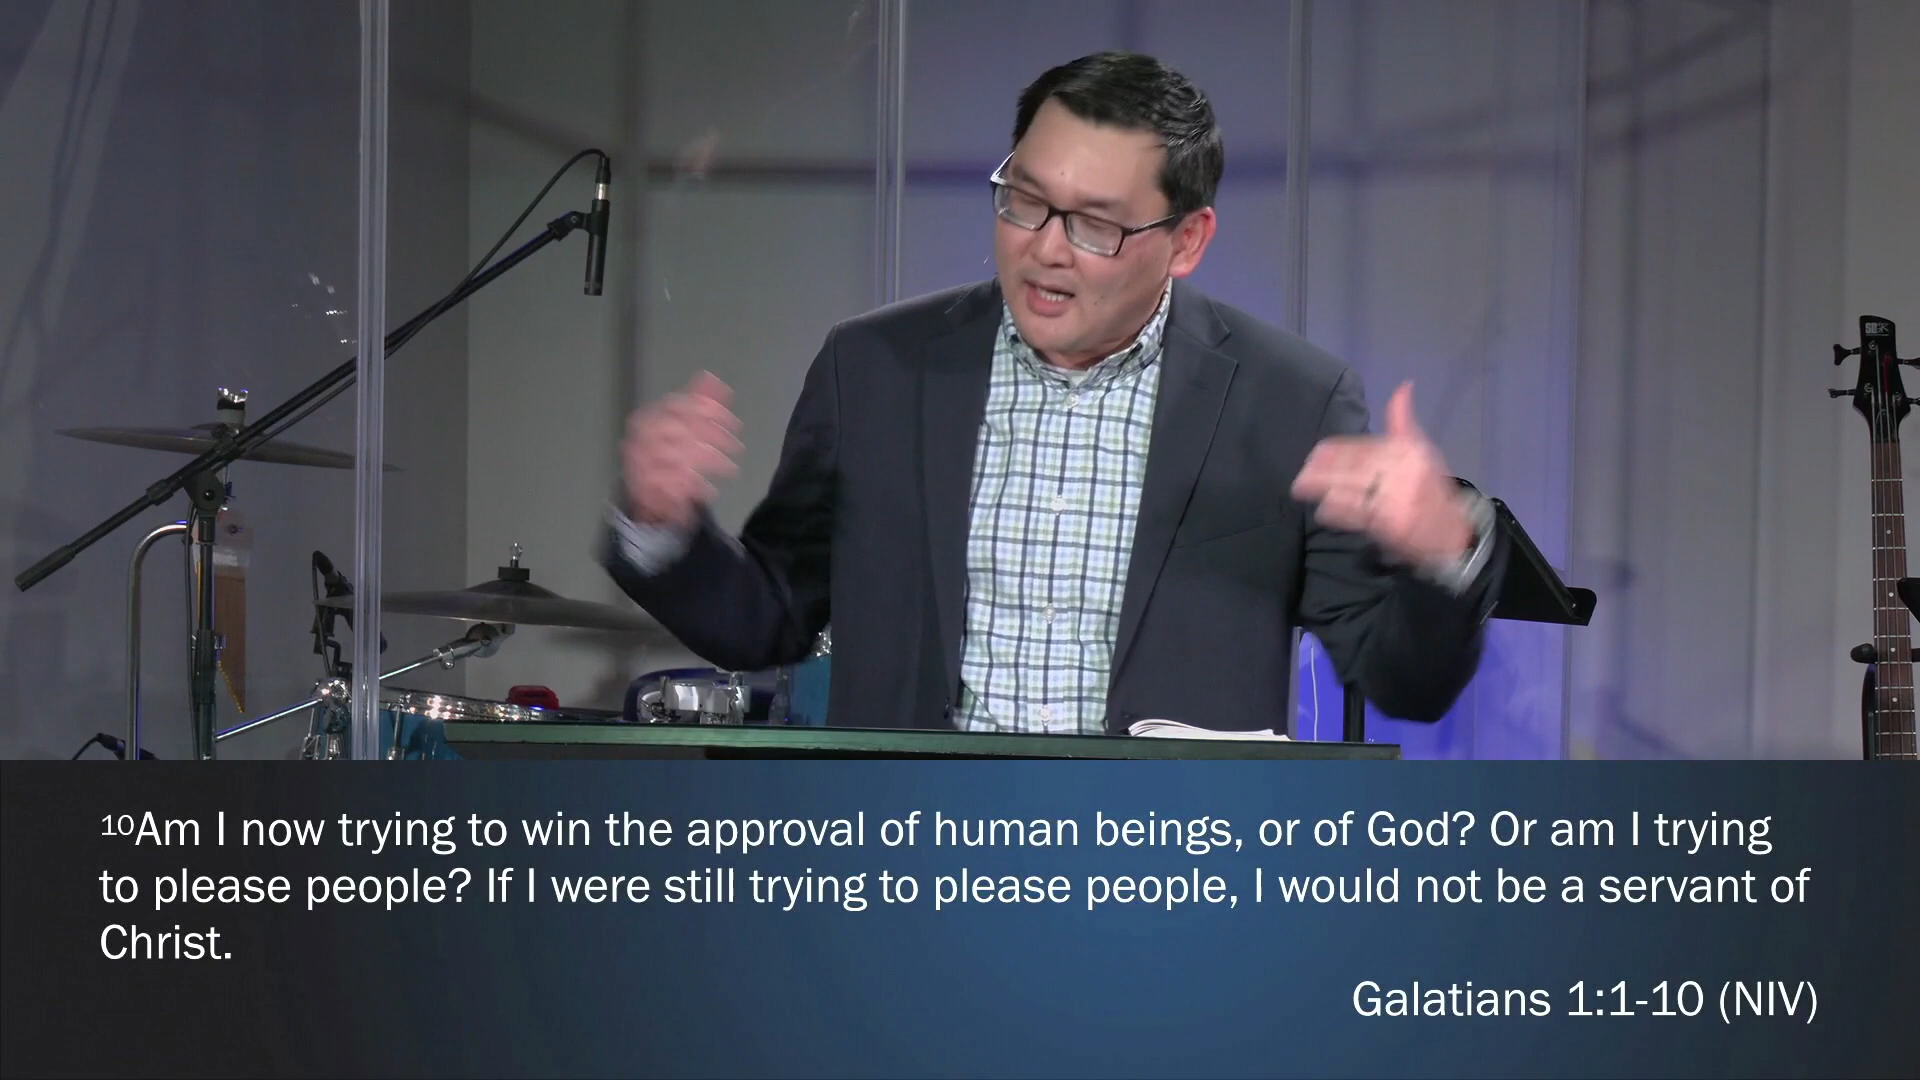 SR
10Am I now trying to win the approval of human beings, or of God? Or am I trying
to please people? If I were still trying to please people, I would not be a servant of
Christ.
Galatians 1:1-10 (NIV)